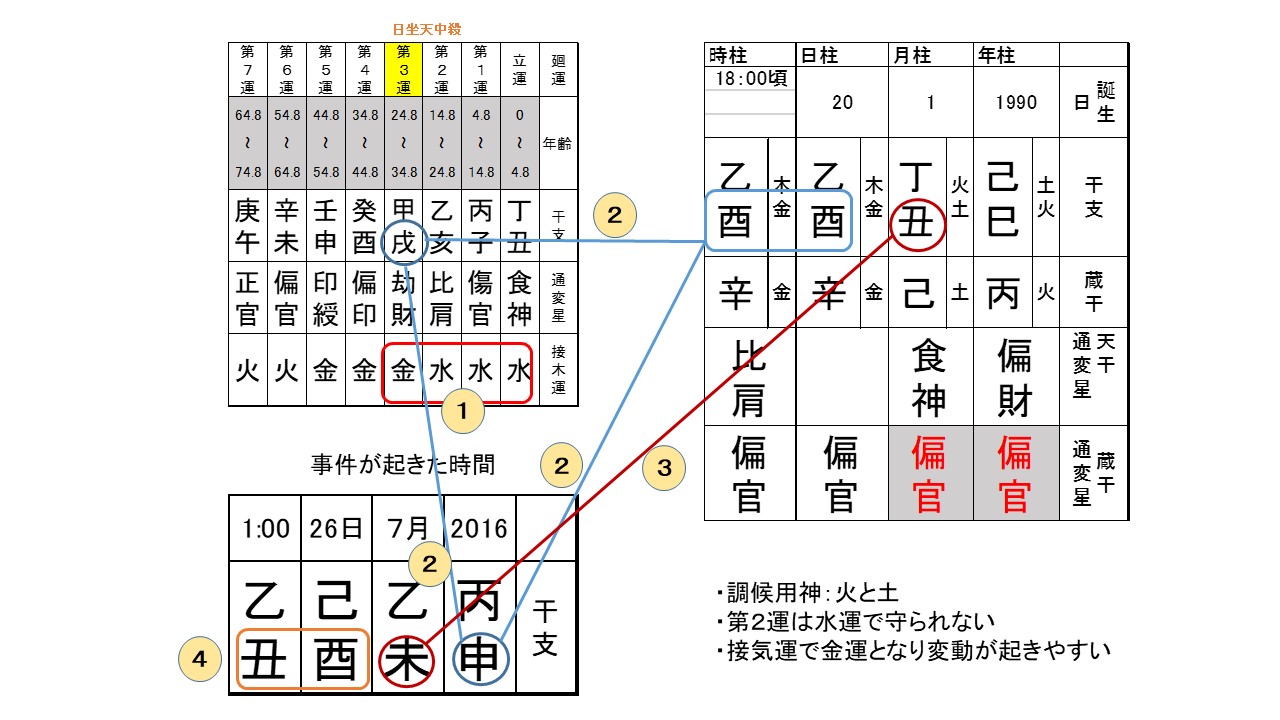 日坐天中殺
第7運 第6運 第5運 第4運 第3運 第2運 第1運 立運 廻運
64.8 54.8 44.8 34.8 24.8 14.8 4.8 0 年齢
~ ~ ~ ~ ~ ~ ~ ~
74.8 64.8 54.8 44.8 34.8 24.8 14.8 4.8
庚午 辛未 壬申 癸酉 甲戌 乙亥 丙子 丁丑 干支
正官 偏官 印綬 偏印 劫財 比肩 傷官 食神 通変星
火 火 金 金 金 水 水 水 接木運
①
②
②
②
③
④
事件が起きた時間
1:00 26日 7月 2016
乙 己 乙 丙 干支
丑 酉 未 申
時柱 日柱 月柱 年柱
18:00頃 20 1 1990 誕生日
乙 木 乙 木 丁 火 己 土 干支
酉 金 酉 金 丑 土 巳 火
辛 金 辛 金 己 土 丙 火 蔵干
比肩 食神 偏財 天干通変星
偏官 偏官 偏官 偏官 蔵干通変星
・調候用神：火と土
・第2運は水運で守られない
・接気運で金運となり変動が起きやすい